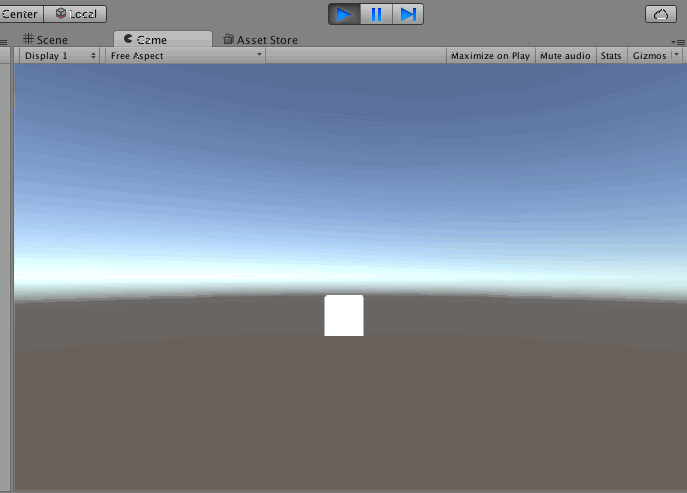 Center Local
Scene Game Asset Store
Display 1 Free Aspect Maximize on Play Mute audio Stats Gizmos